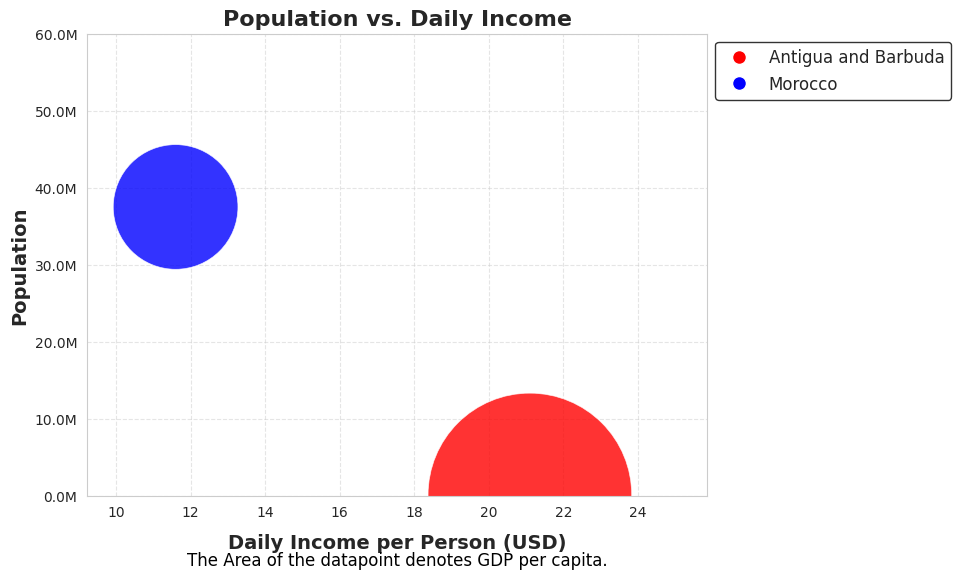 Population vs. Daily Income
Antigua and Barbuda
Morocco
Population
60.0M
50.0M
40.0M
30.0M
20.0M
10.0M
0.0M
10 12 14 16 18 20 22 24
Daily Income per Person (USD)
The Area of the datapoint denotes GDP per capita.